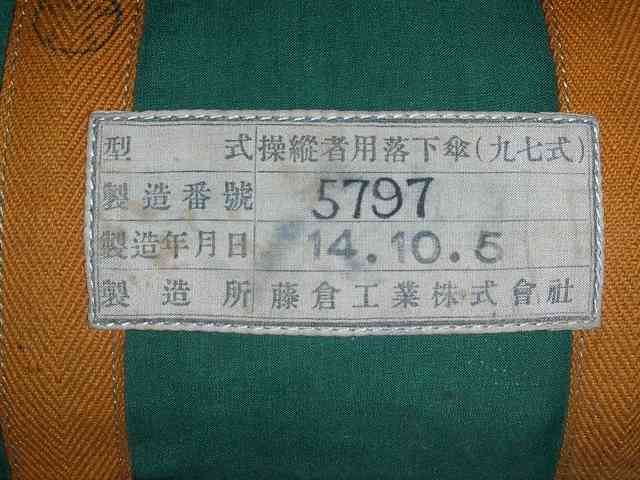 型式 操縱者用落下傘(九七式)
製造番號 5797
製造年月日 14.10.5
製造所 藤倉工業株式會社